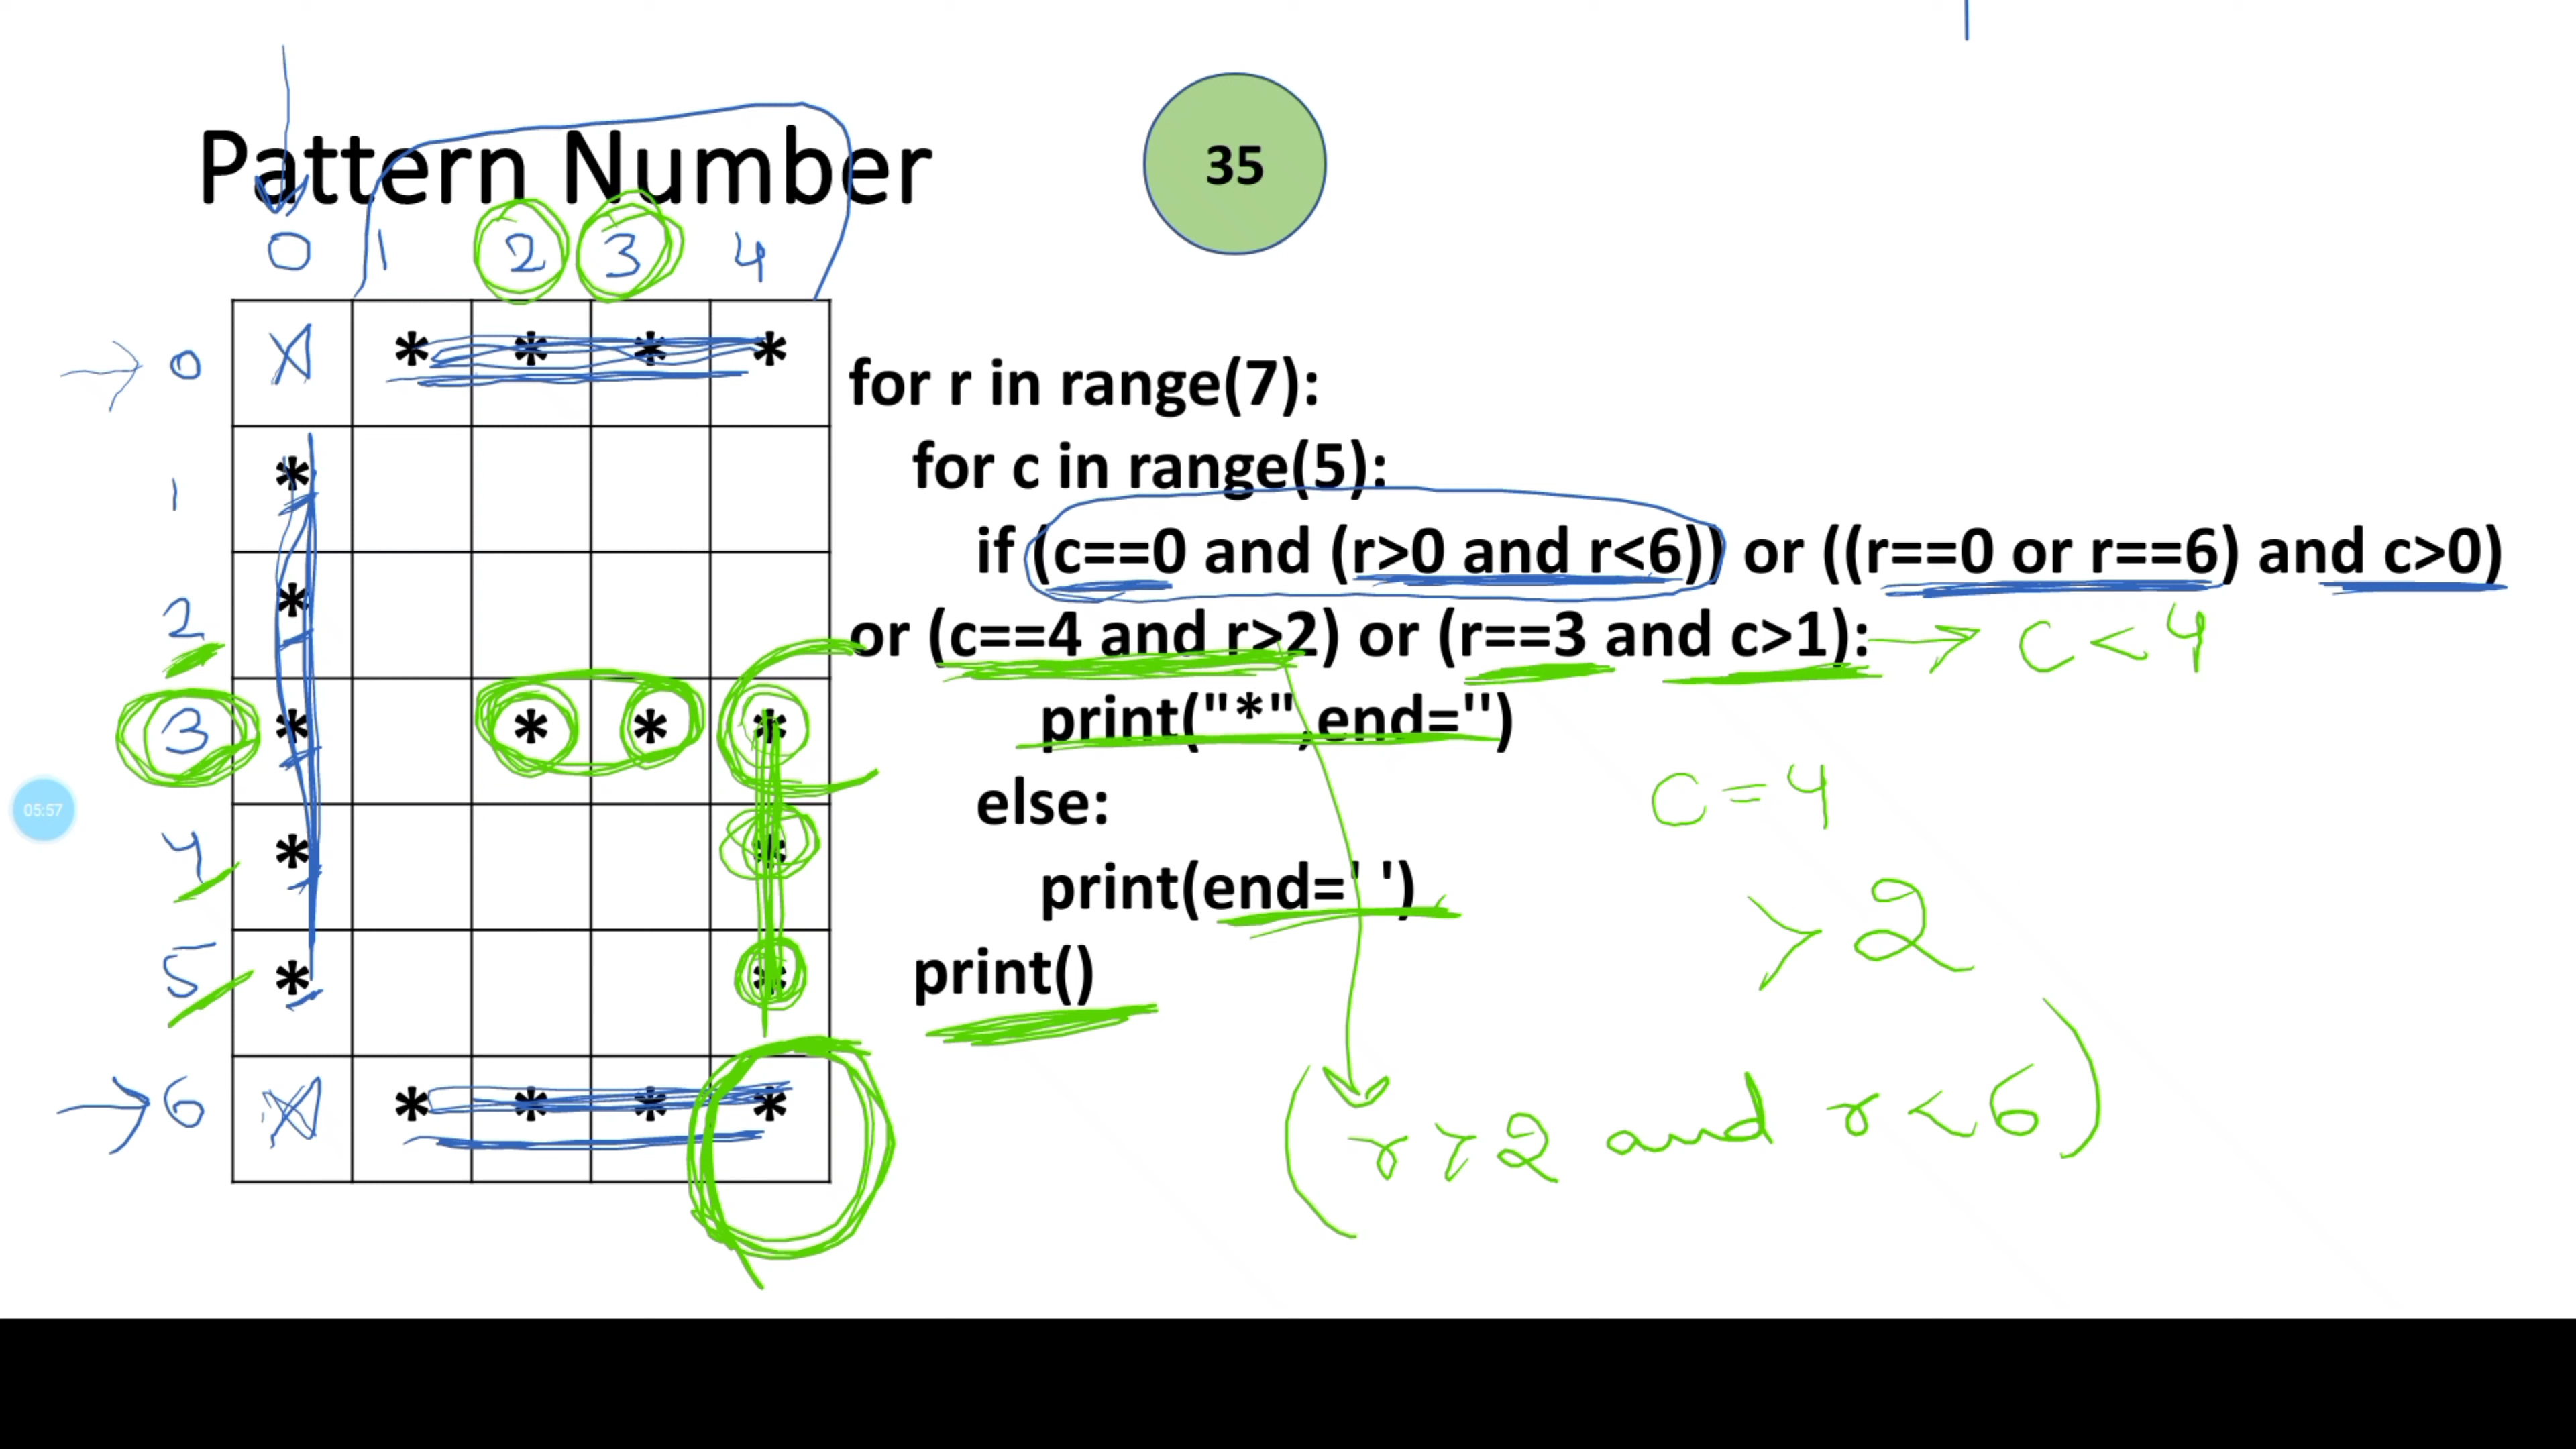 Pattern Number
35
0 1 2 3 4
0 * * * *
1 *
2 *
3 * * * *
4 * *
5 * *
6 * * * *
for r in range(7):
for c in range(5):
if (c==0 and (r>0 and r<6)) or ((r==0 or r==6) and c>0)
or (c==4 and r>2) or (r==3 and c>1): → c < 4
print("*",end='')
c = 4
else:
print(end=' ')
> 2
print()
(r > 2 and r < 6)
05:57